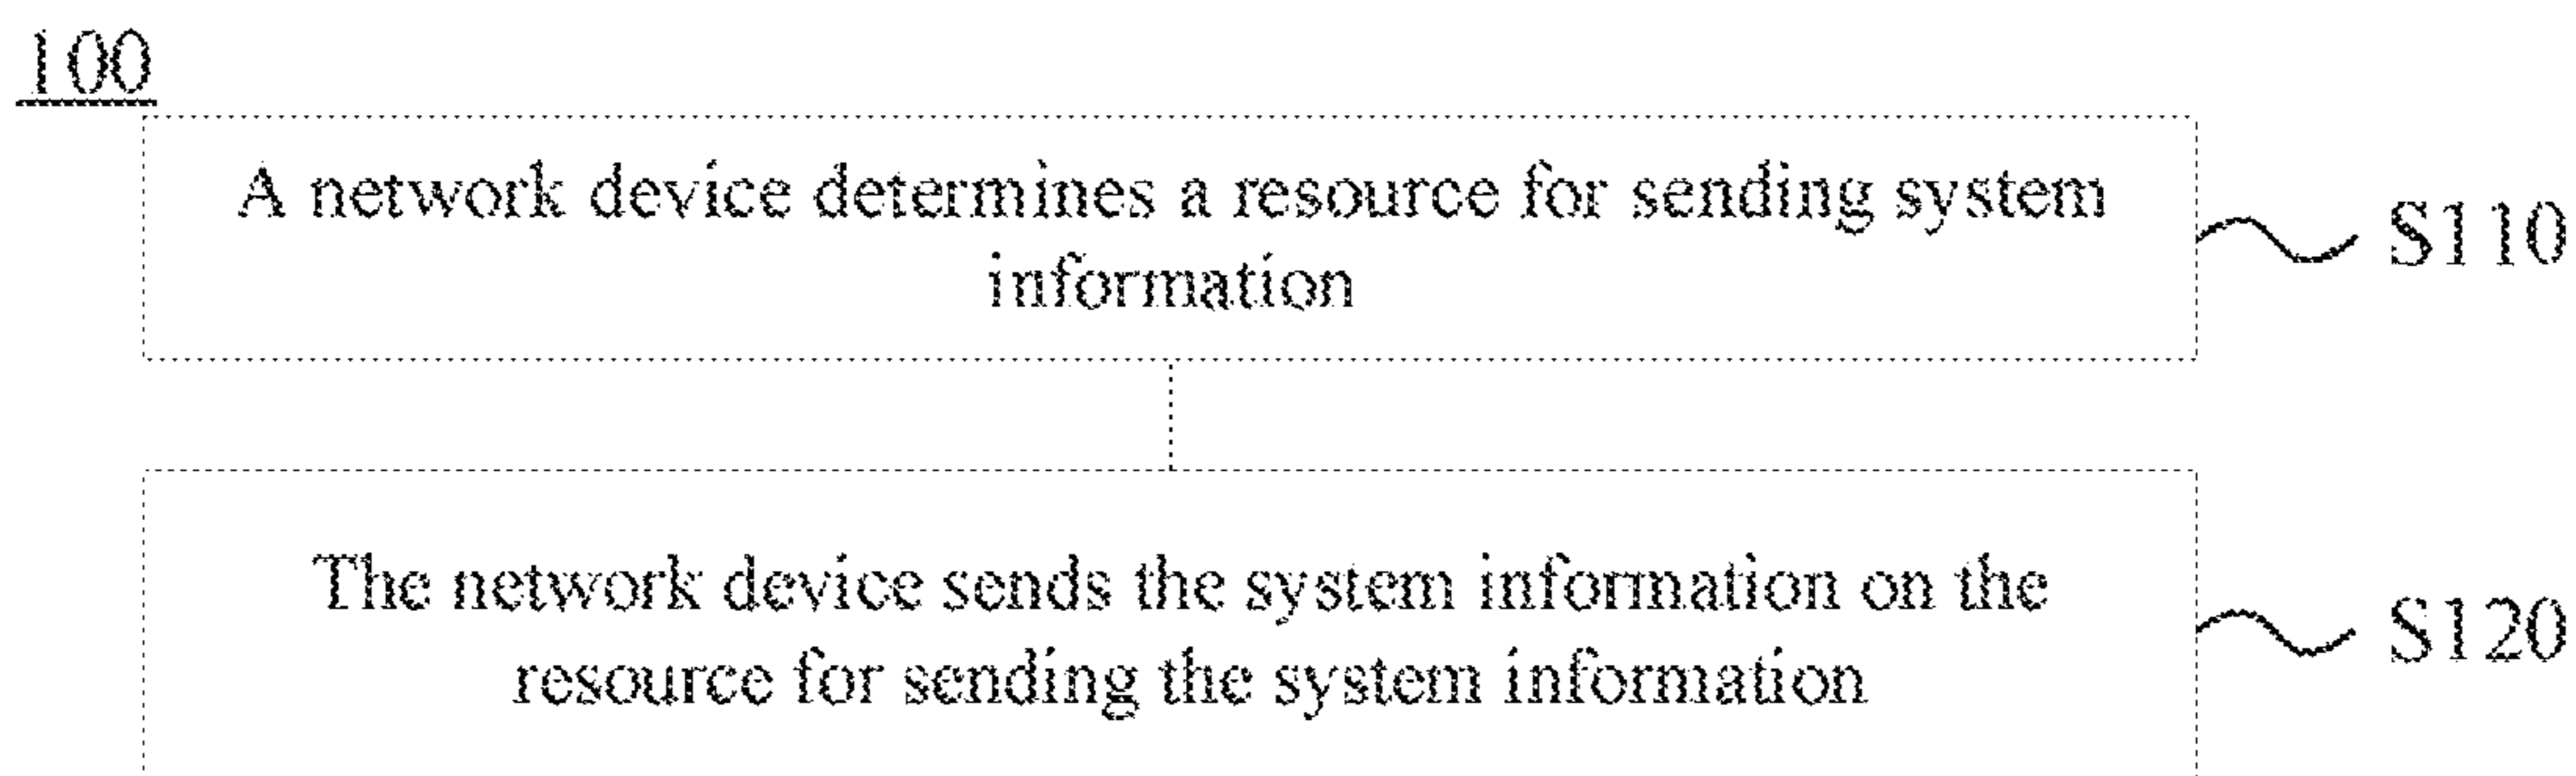 100
A network device determines a resource for sending system
information
S110
The network device sends the system information on the
resource for sending the system information
S120